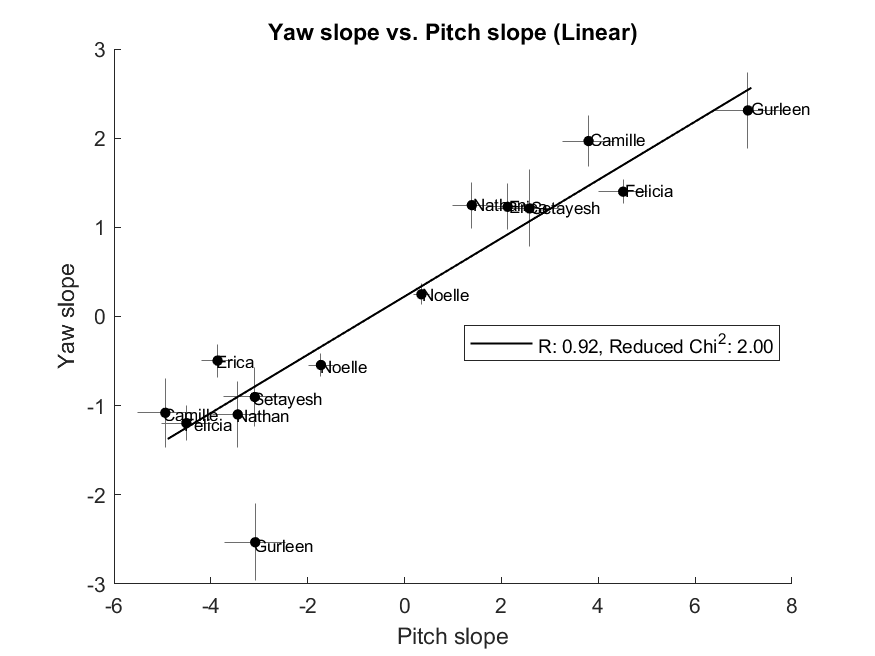 Yaw slope vs. Pitch slope (Linear)
3
2
1
0
-1
-2
-3
Yaw slope
Gurleen
Camille
Felicia
Nathan
Erica
Setayesh
Noelle
R: 0.92, Reduced Chi²: 2.00
Erica
Noelle
Setayesh
Camille
Nathan
Felicia
Gurleen
-6
-4
-2
0
2
4
6
8
Pitch slope